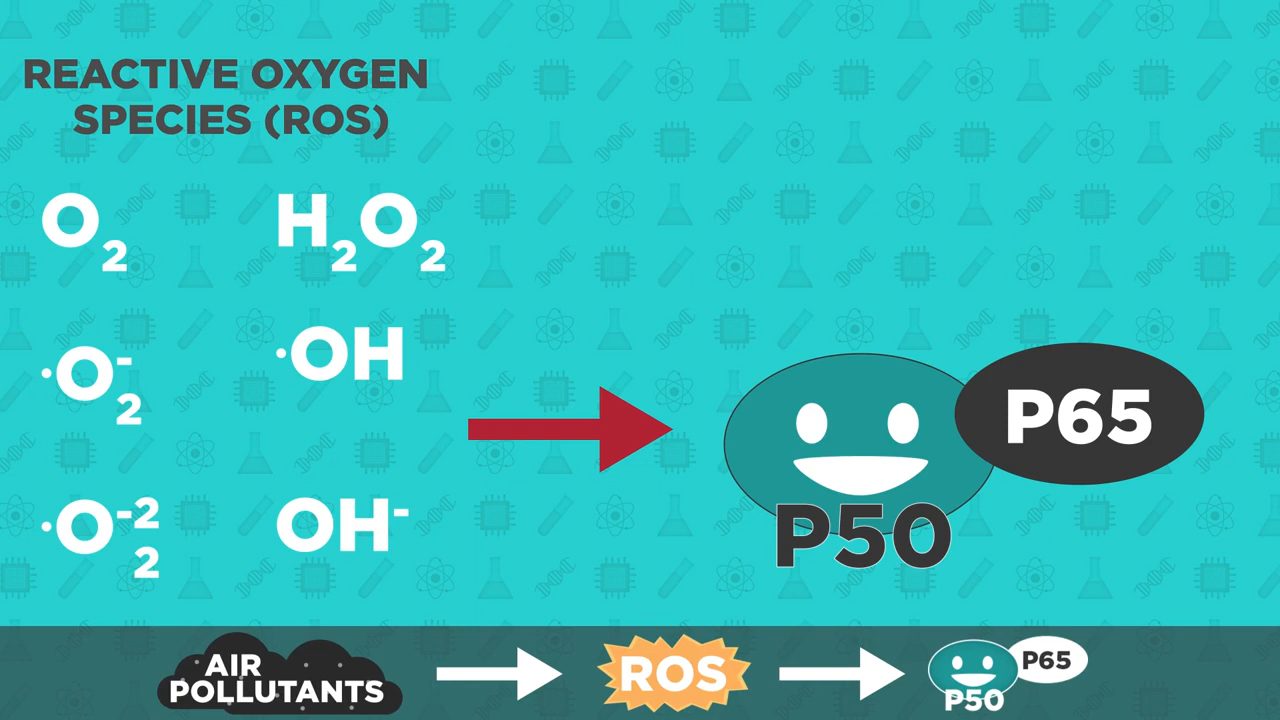 REACTIVE OXYGEN
SPECIES (ROS)
O₂
H₂O₂
·O₂⁻
·OH
·O₂⁻²
OH⁻
P65
P50
AIR
POLLUTANTS
ROS
P65
P50